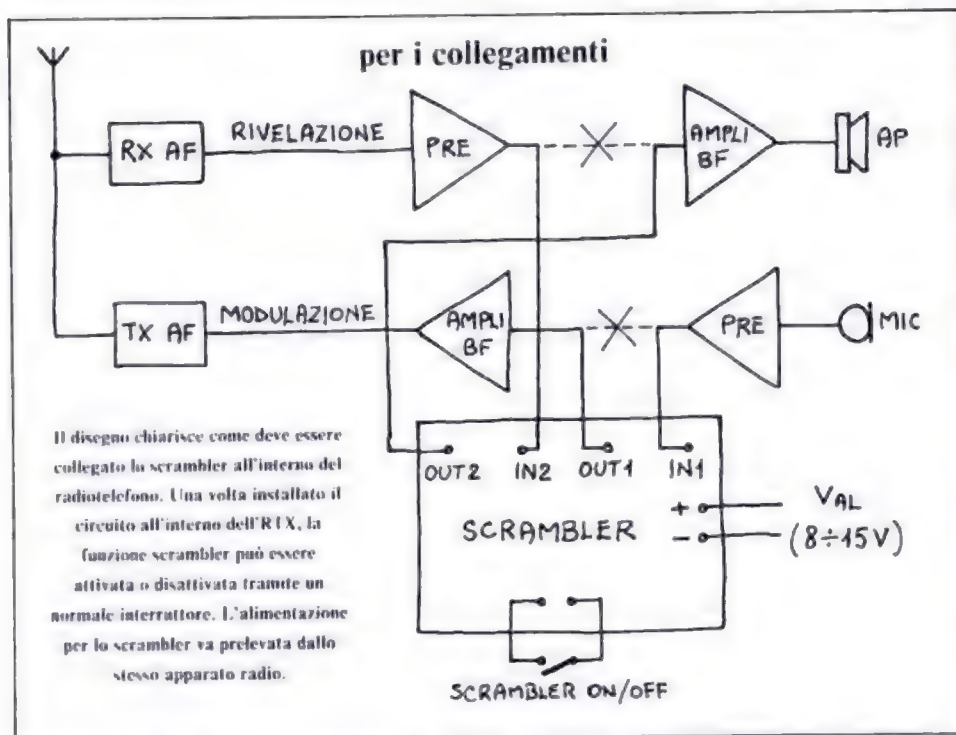 per i collegamenti
RX AF
RIVELAZIONE
PRE
AMPLI
BF
AP
TX AF
MODULAZIONE
AMPLI
BF
PRE
MIC
OUT2
IN2
OUT1
IN1
SCRAMBLER
+
-
VAL
(8÷15V)
SCRAMBLER ON/OFF
Il disegno chiarisce come deve essere
collegato lo scrambler all'interno del
radiotelefono. Una volta installato il
circuito all'interno dell'RTX, la
funzione scrambler può essere
attivata o disattivata tramite un
normale interruttore. L'alimentazione
per lo scrambler va prelevata dallo
stesso apparato radio.